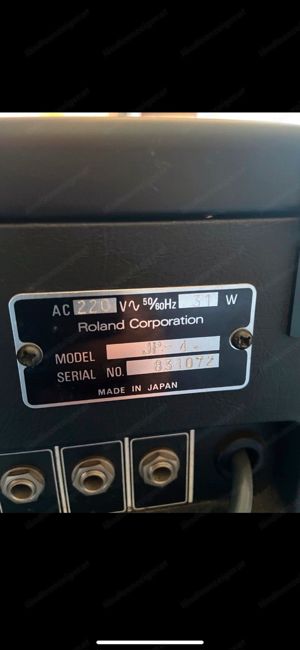 AC 220 V∿ 50/60Hz 31 W
Roland Corporation
MODEL JP-4
SERIAL NO. 831072
MADE IN JAPAN